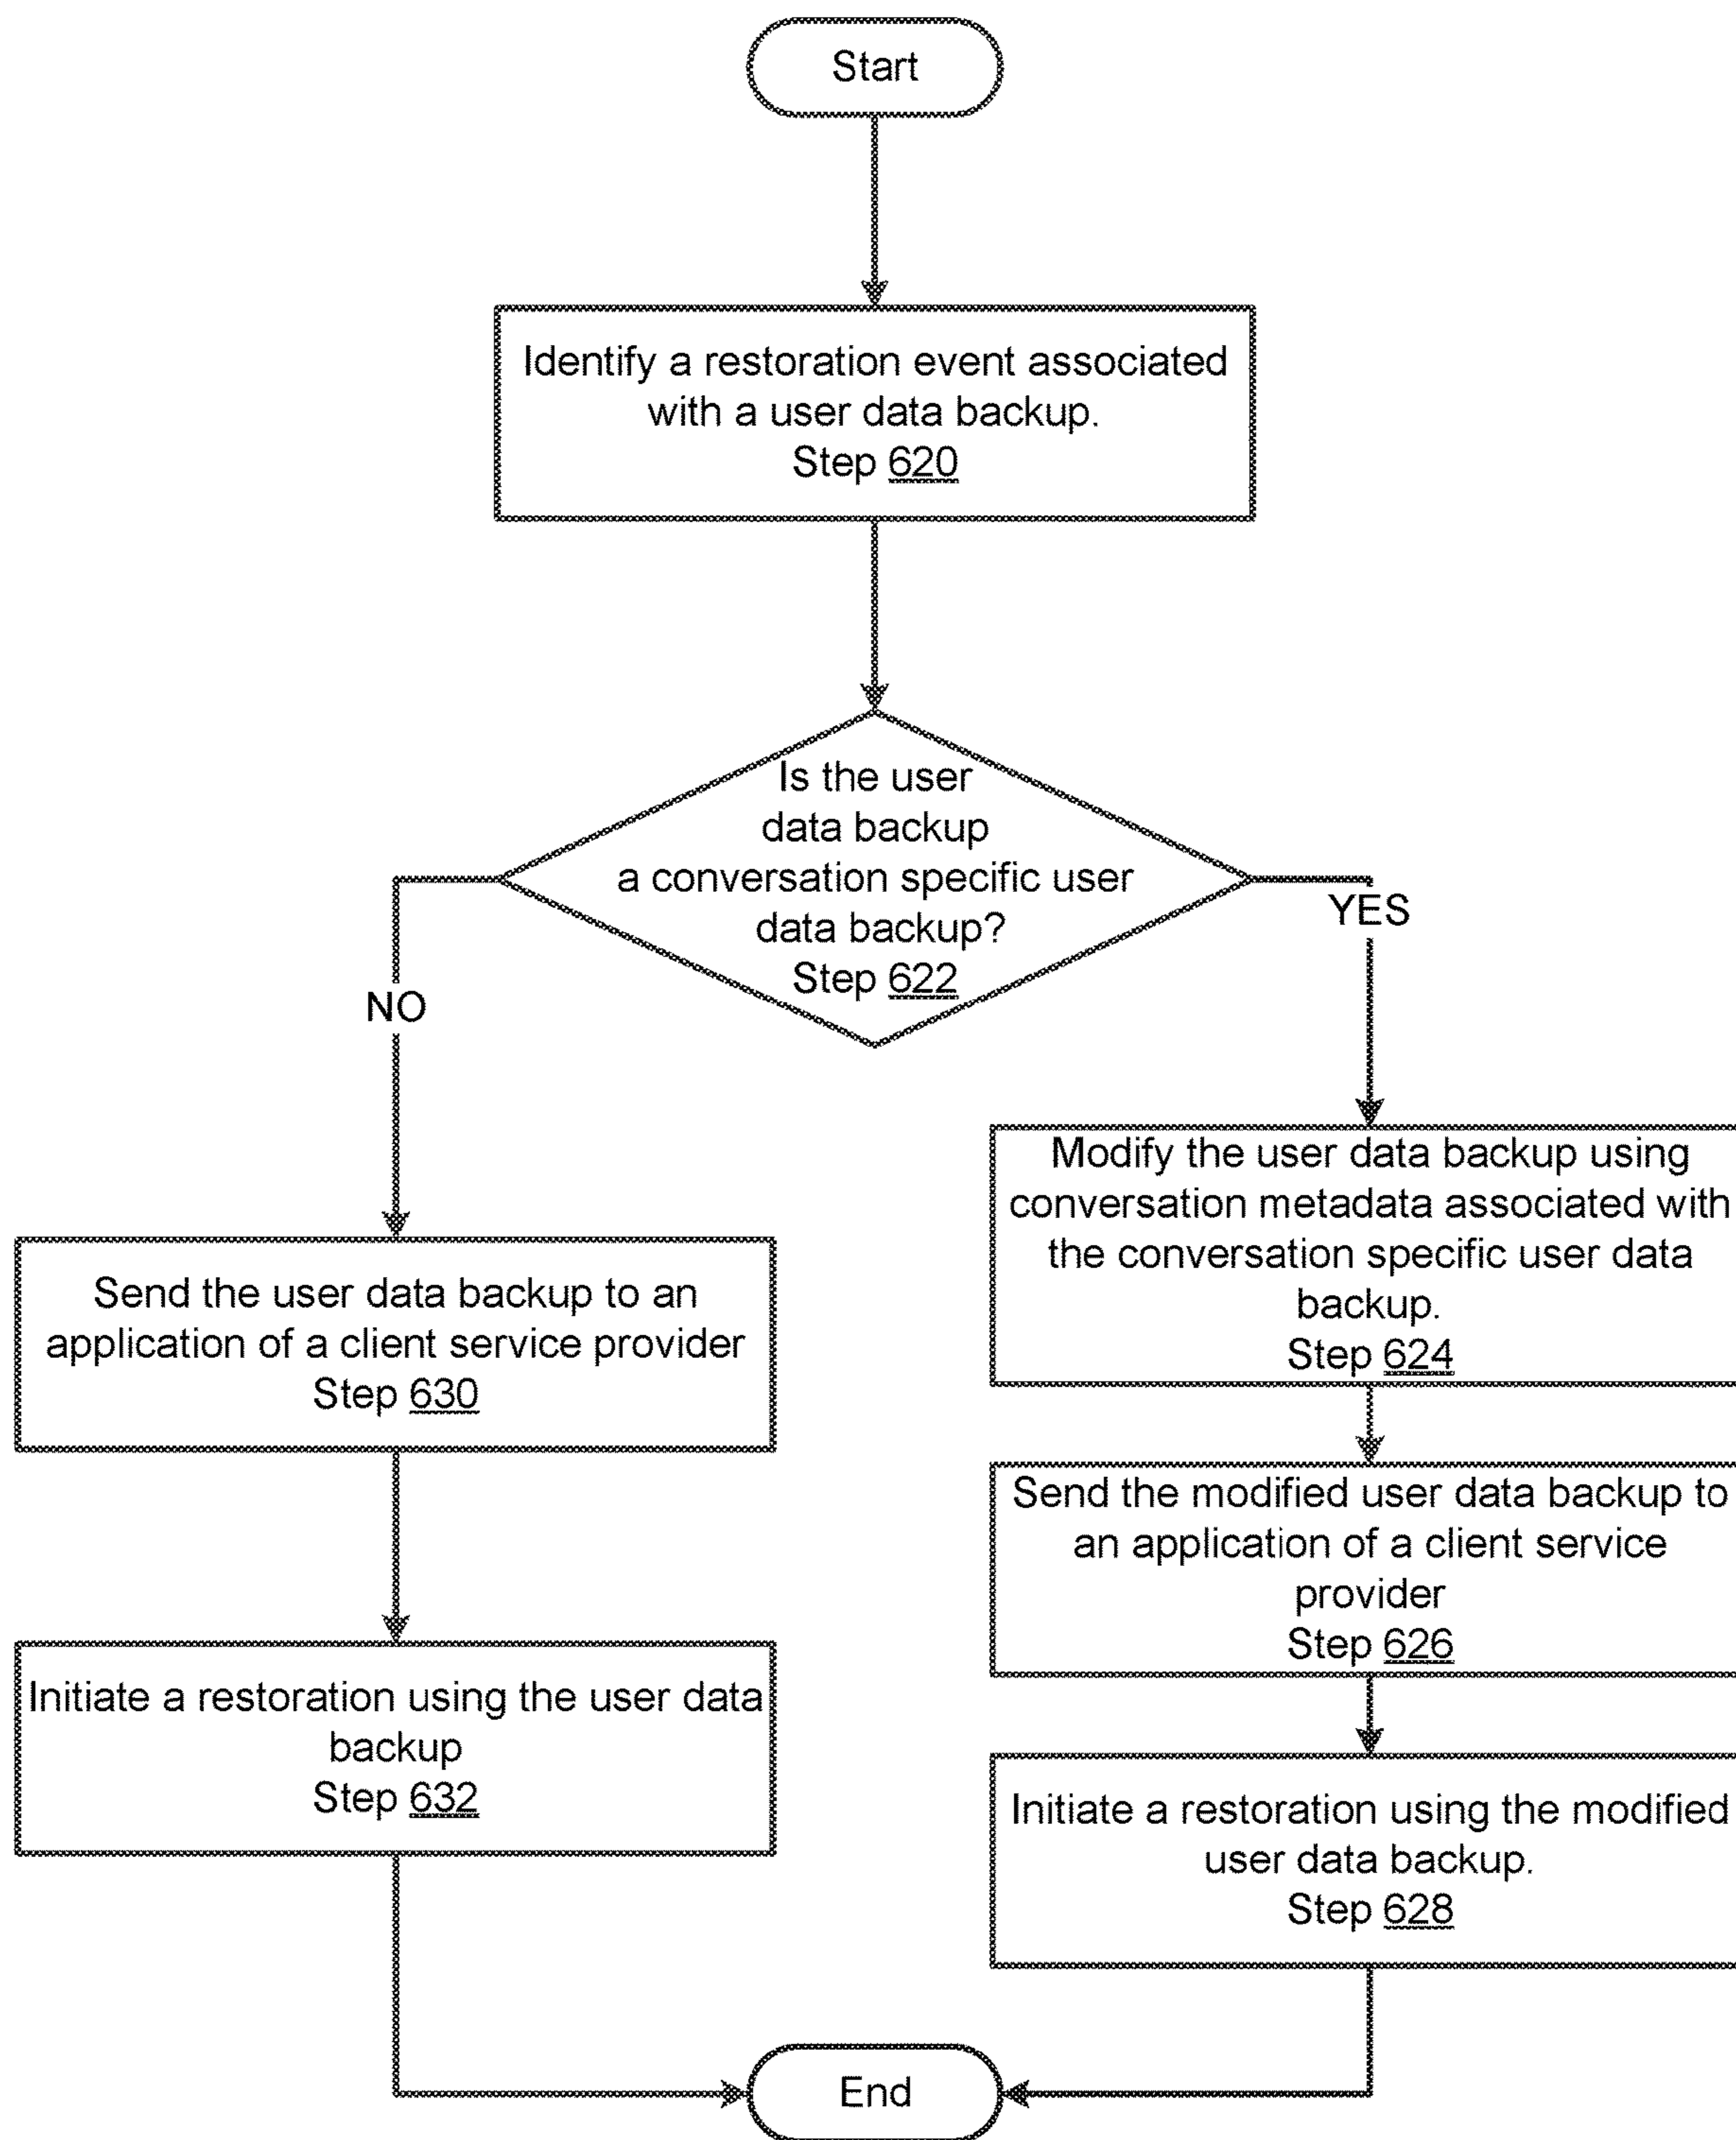 Start
Identify a restoration event associated
with a user data backup.
Step 620
Is the user
data backup
a conversation specific user
data backup?
Step 622
YES
NO
Modify the user data backup using
conversation metadata associated with
the conversation specific user data
backup.
Step 624
Send the user data backup to an
application of a client service provider
Step 630
Send the modified user data backup to
an application of a client service
provider
Step 626
Initiate a restoration using the user data
backup
Step 632
Initiate a restoration using the modified
user data backup.
Step 628
End